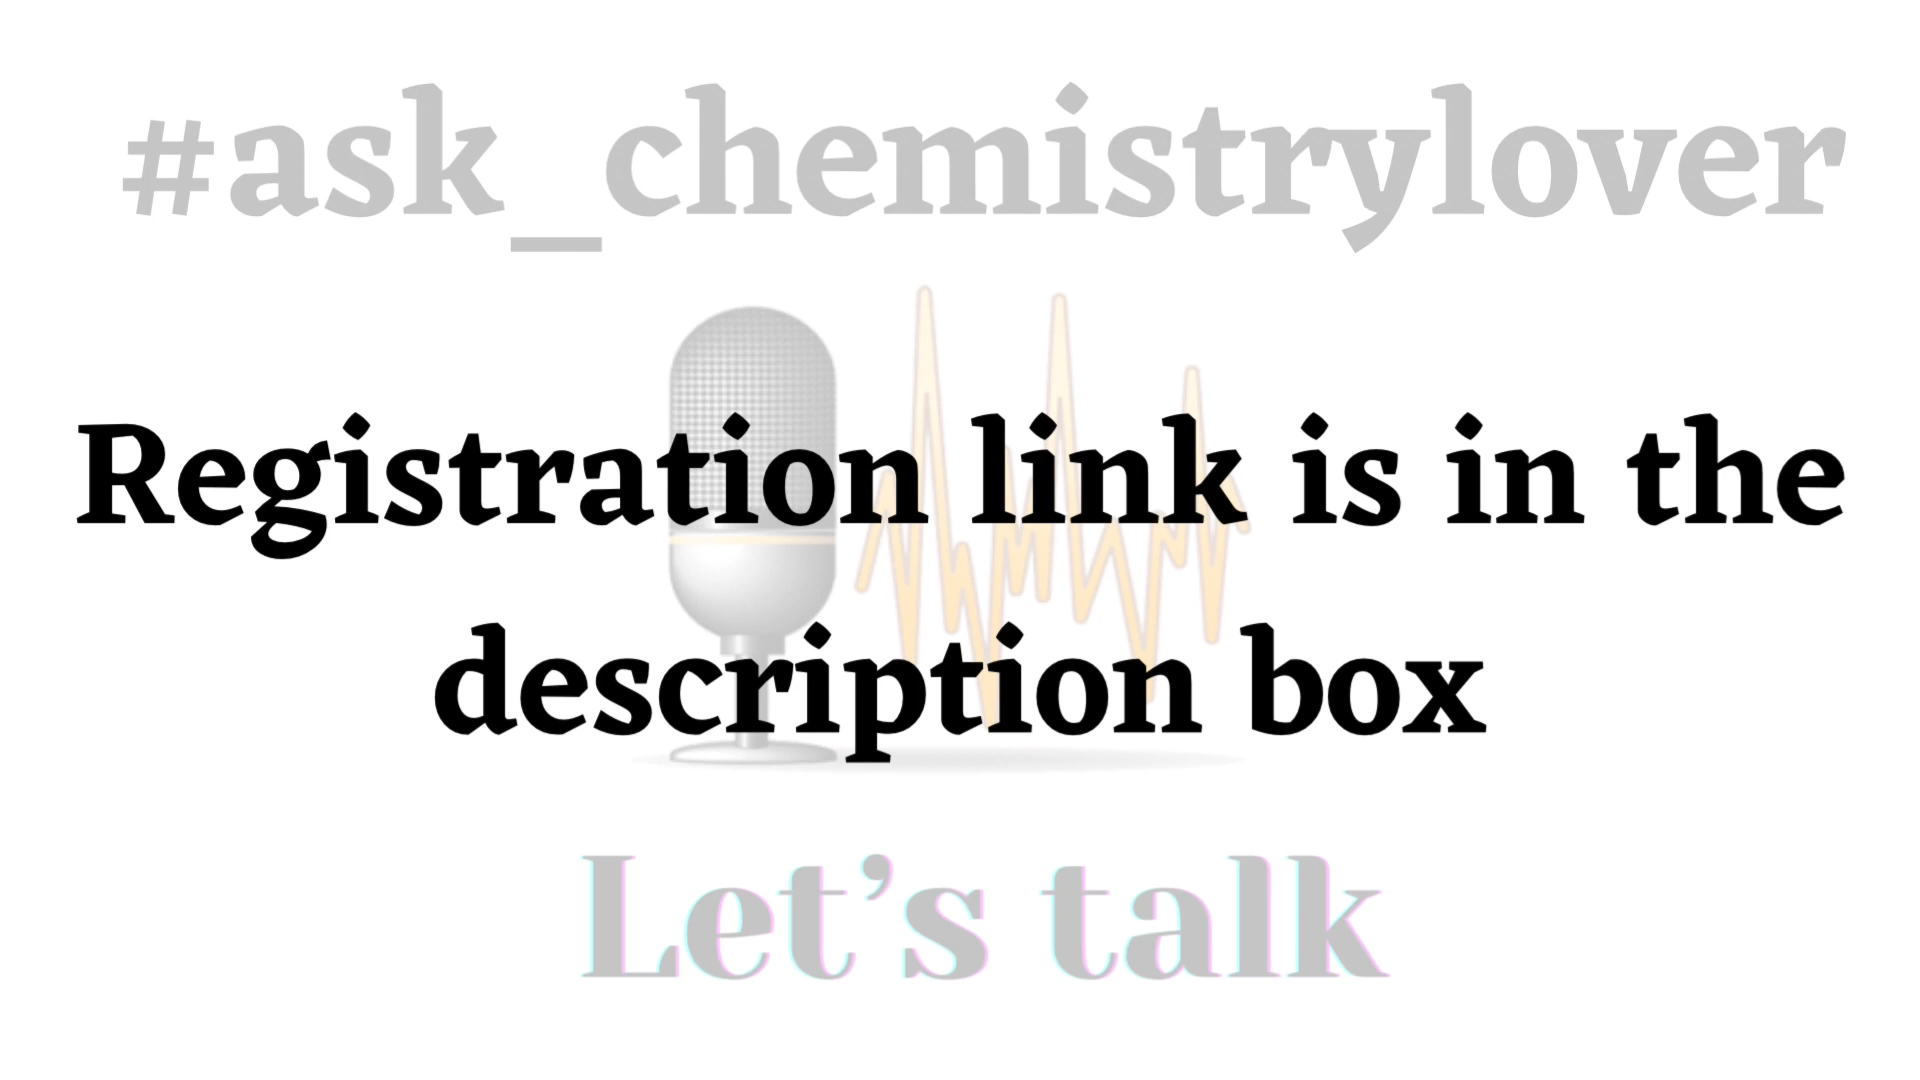 #ask_chemistrylover
Registration link is in the
description box
Let’s talk